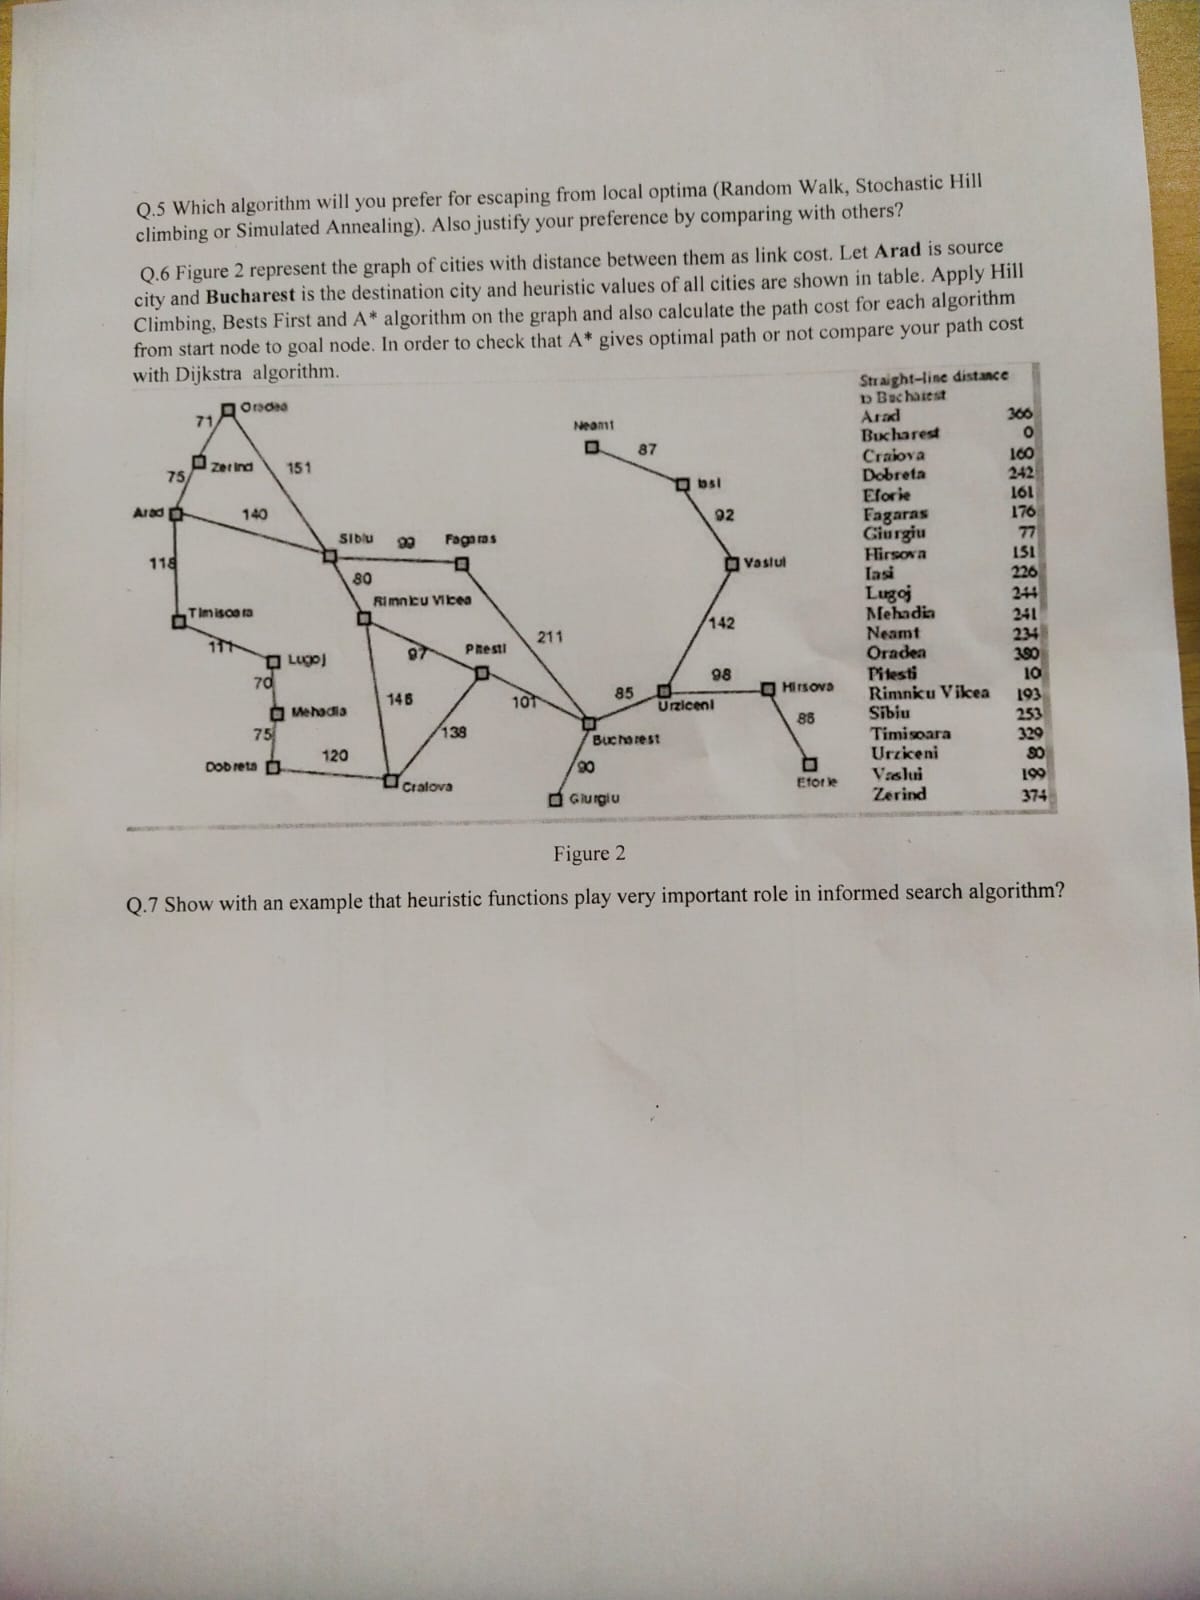 Q.5 Which algorithm will you prefer for escaping from local optima (Random Walk, Stochastic Hill
climbing or Simulated Annealing). Also justify your preference by comparing with others?
Q.6 Figure 2 represent the graph of cities with distance between them as link cost. Let Arad is source
city and Bucharest is the destination city and heuristic values of all cities are shown in table. Apply Hill
Climbing, Bests First and A* algorithm on the graph and also calculate the path cost for each algorithm
from start node to goal node. In order to check that A* gives optimal path or not compare your path cost
with Dijkstra algorithm.
Oradea
71
Neamt
87
Zerind
151
75
Iasi
Arad
140
92
Sibiu
99
Fagaras
118
Vaslui
80
Rimnicu Vilcea
Timisoara
142
211
111
Lugoj
97
Pitesti
70
98
Hirsova
146
101
85
Urziceni
Mehadia
86
75
138
Bucharest
120
Dobreta
90
Eforie
Craiova
Giurgiu
Straight-line distance
to Bucharest
Arad 366
Bucharest 0
Craiova 160
Dobreta 242
Eforie 161
Fagaras 176
Giurgiu 77
Hirsova 151
Iasi 226
Lugoj 244
Mehadia 241
Neamt 234
Oradea 380
Pitesti 10
Rimnicu Vilcea 193
Sibiu 253
Timisoara 329
Urziceni 80
Vaslui 199
Zerind 374
Figure 2
Q.7 Show with an example that heuristic functions play very important role in informed search algorithm?